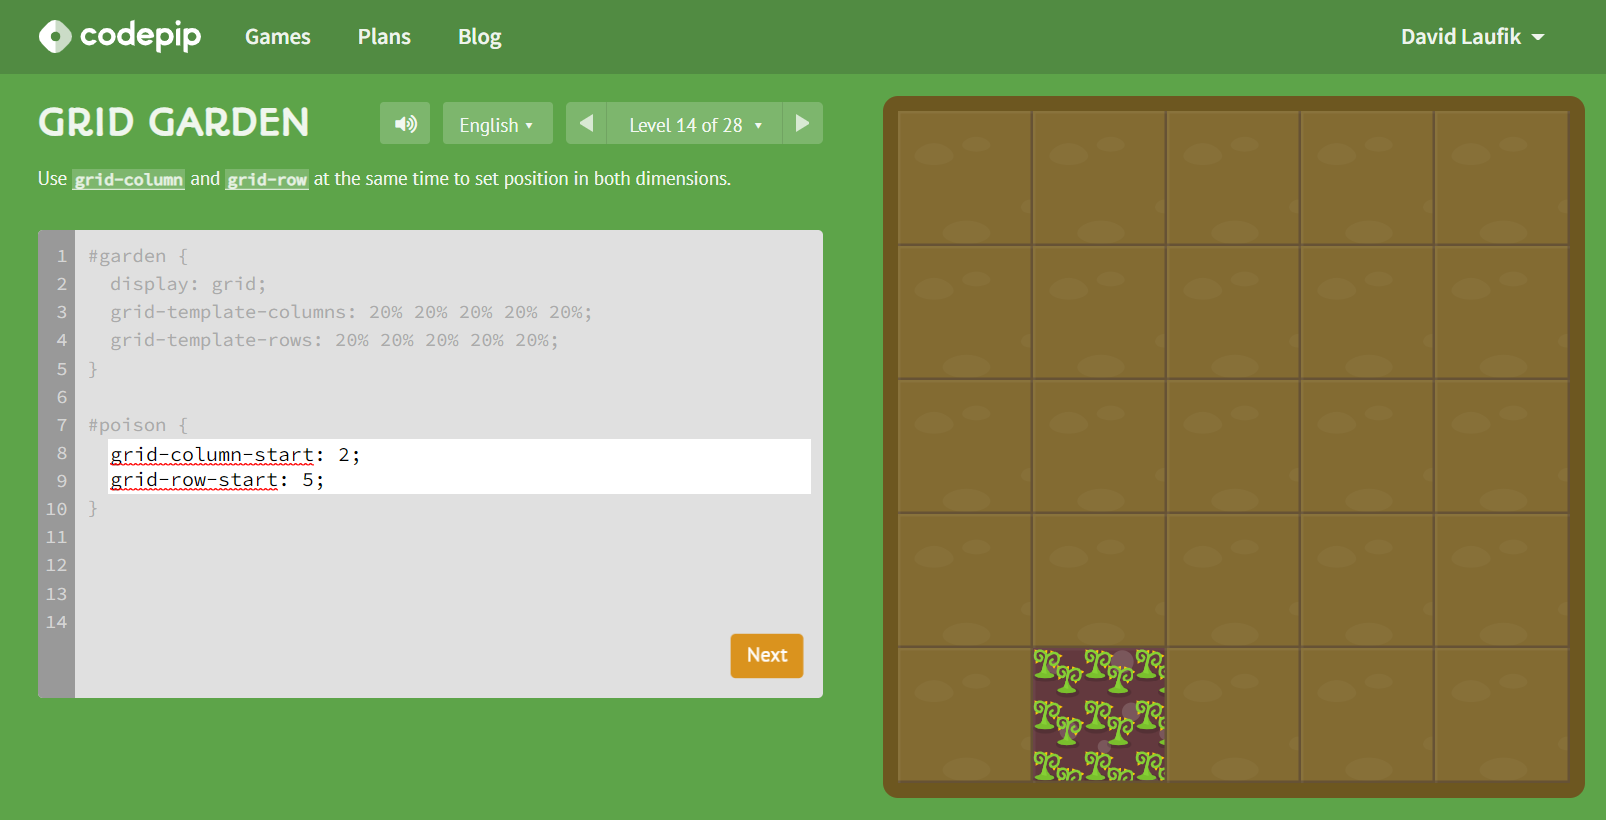 codepip Games Plans Blog David Laufik
GRID GARDEN English Level 14 of 28
Use grid-column and grid-row at the same time to set position in both dimensions.
1 #garden {
2 display: grid;
3 grid-template-columns: 20% 20% 20% 20% 20%;
4 grid-template-rows: 20% 20% 20% 20% 20%;
5 }
6
7 #poison {
8 grid-column-start: 2;
9 grid-row-start: 5;
10 }
11
12
13
14
Next